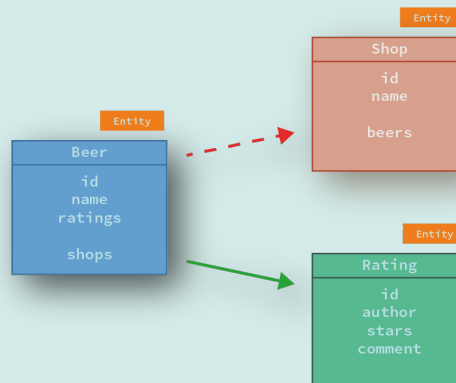 Entity
Shop
id
name
beers
Entity
Beer
id
name
ratings
shops
Entity
Rating
id
author
stars
comment